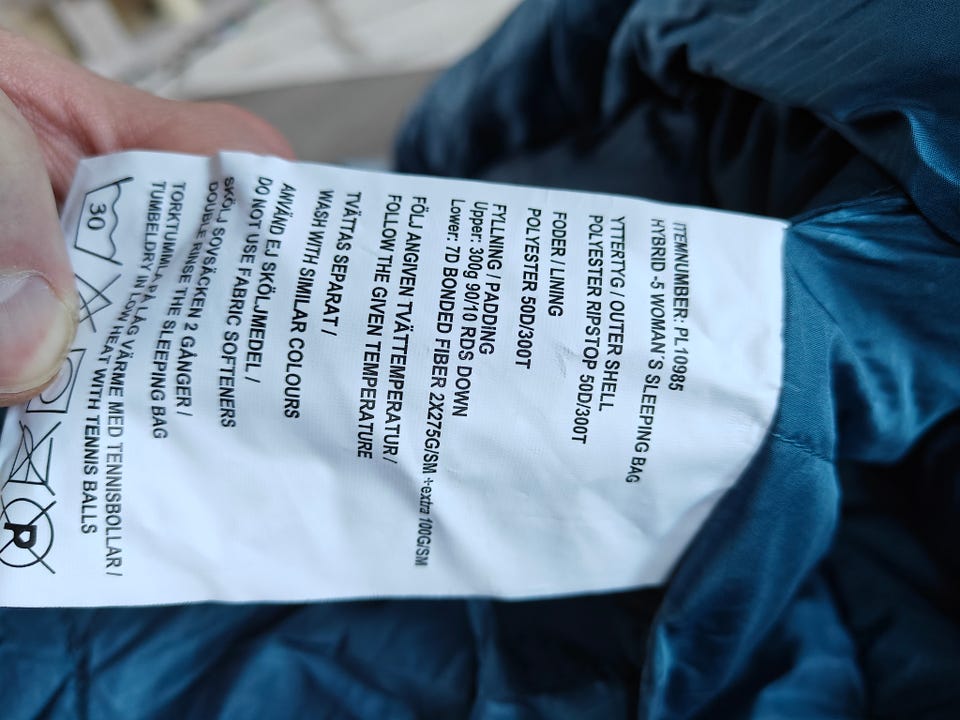 ITEMNUMBER: PL10985
HYBRID -5 WOMAN'S SLEEPING BAG
YTTERTYG / OUTER SHELL
POLYESTER RIPSTOP 50D/300T
FODER / LINING
POLYESTER 50D/300T
FYLLNING / PADDING
Upper: 300g 90/10 RDS DOWN
Lower: 7D BONDED FIBER 2X275G/SM +extra 100G/SM
FÖLJ ANGIVEN TVÄTTEMPERATUR /
FOLLOW THE GIVEN TEMPERATURE
TVÄTTAS SEPARAT /
WASH WITH SIMILAR COLOURS
ANVÄND EJ SKÖLJMEDEL /
DO NOT USE FABRIC SOFTENERS
SKÖLJ SOVSÄCKEN 2 GÅNGER /
DOUBLE RINSE THE SLEEPING BAG
TORKTUMMLA PÅ LÅG VÄRME MED TENNISBOLLAR /
TUMBELDRY IN LOW HEAT WITH TENNIS BALLS
30
P